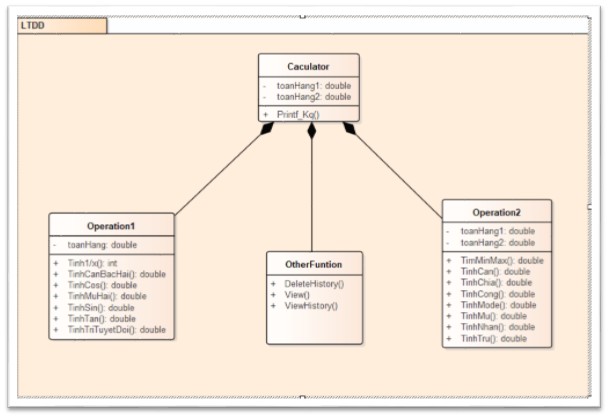 LTDD
Caculator
- toanHang1: double
- toanHang2: double
+ Printf_Kq()
Operation1
- toanHang: double
+ Tinh1/x(): int
+ TinhCanBacHai(): double
+ TinhCos(): double
+ TinhMuHai(): double
+ TinhSin(): double
+ TinhTan(): double
+ TinhTriTuyetDoi(): double
OtherFuntion
+ DeleteHistory()
+ View()
+ ViewHistory()
Operation2
- toanHang1: double
- toanHang2: double
+ TimMinMax(): double
+ TinhCan(): double
+ TinhChia(): double
+ TinhCong(): double
+ TinhMode(): double
+ TinhMu(): double
+ TinhNhan(): double
+ TinhTru(): double